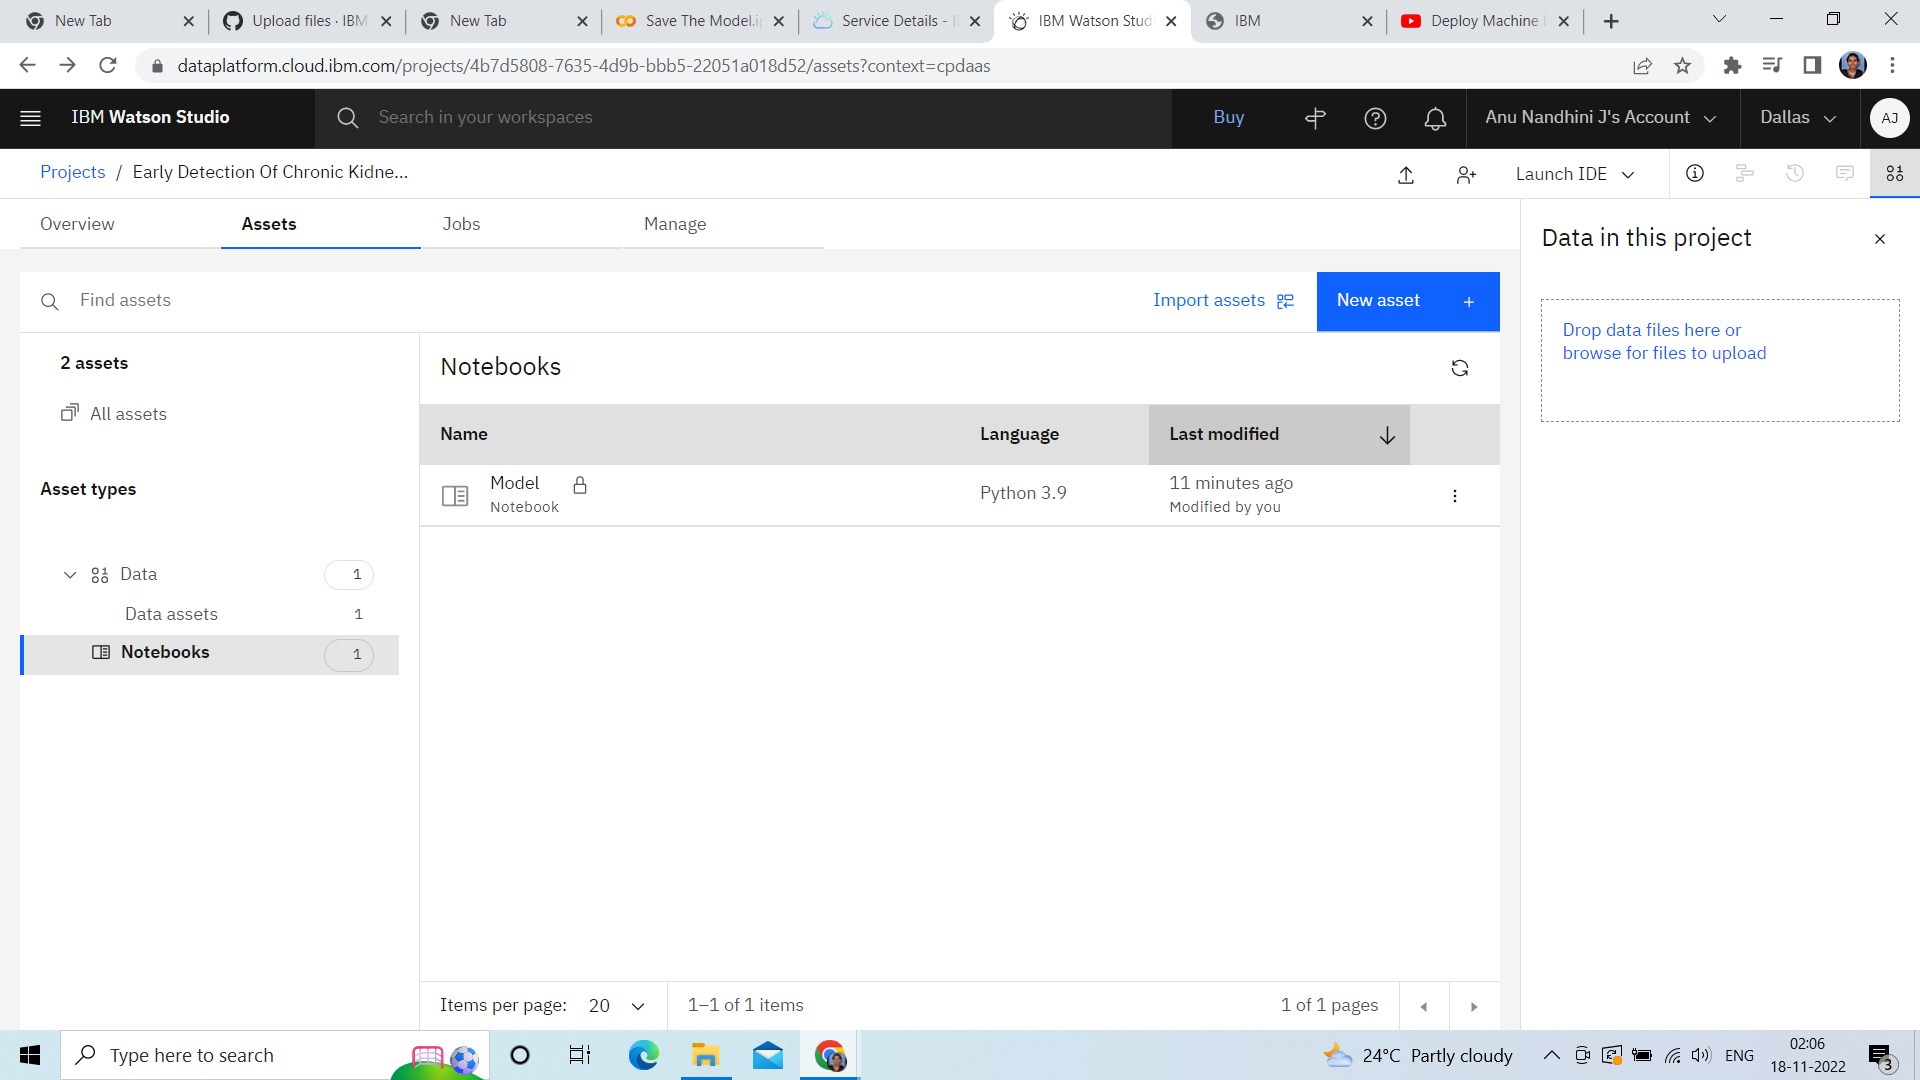 New Tab
Upload files · IBM
New Tab
Save The Model.i
Service Details - I
IBM Watson Stud
IBM
Deploy Machine
dataplatform.cloud.ibm.com/projects/4b7d5808-7635-4d9b-bbb5-22051a018d52/assets?context=cpdaas
IBM Watson Studio
Search in your workspaces
Buy
Anu Nandhini J's Account
Dallas
AJ
Projects / Early Detection Of Chronic Kidne...
Launch IDE
Overview
Assets
Jobs
Manage
Data in this project
Find assets
Import assets
New asset +
Drop data files here or
browse for files to upload
2 assets
All assets
Asset types
Data 1
Data assets 1
Notebooks 1
Notebooks
Name
Language
Last modified
Model
Notebook
Python 3.9
11 minutes ago
Modified by you
Items per page: 20
1–1 of 1 items
1 of 1 pages
Type here to search
24°C Partly cloudy
ENG
02:06
18-11-2022
3